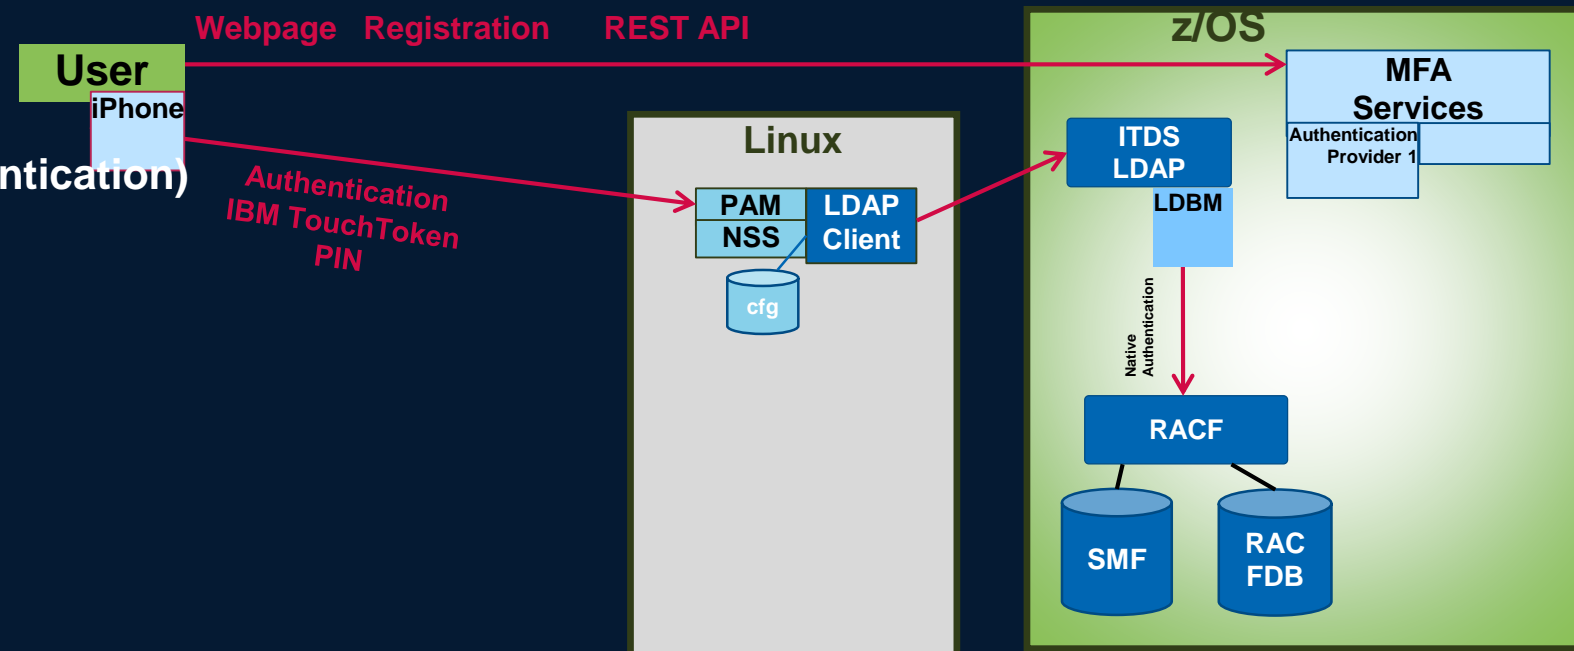 Webpage Registration REST API
z/OS
User
iPhone
ntication)
Authentication
IBM TouchToken
PIN
Linux
PAM
NSS
LDAP
Client
cfg
ITDS
LDAP
LDBM
MFA
Services
Authentication
Provider 1
Native
Authentication
RACF
SMF
RAC
FDB